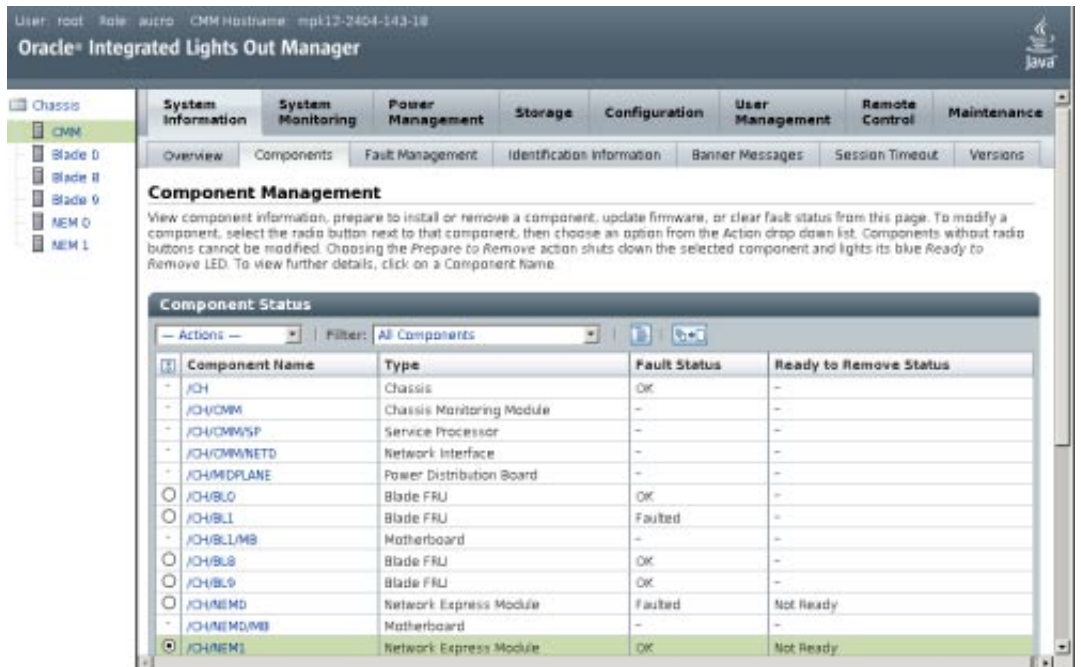 User: root Role: aucro CMM Hostname: mpk12-2404-143-18
Oracle® Integrated Lights Out Manager
Java
Chassis
CMM
Blade 0
Blade 8
Blade 9
NEM 0
NEM 1
System Information System Monitoring Power Management Storage Configuration User Management Remote Control Maintenance
Overview Components Fault Management Identification Information Banner Messages Session Timeout Versions
Component Management
View component information, prepare to install or remove a component, update firmware, or clear fault status from this page. To modify a
component, select the radio button next to that component, then choose an option from the Action drop down list. Components without radio
buttons cannot be modified. Choosing the Prepare to Remove action shuts down the selected component and lights its blue Ready to
Remove LED. To view further details, click on a Component Name.
Component Status
— Actions — Filter: All Components
Component Name Type Fault Status Ready to Remove Status
- /CH Chassis OK -
- /CH/CMM Chassis Monitoring Module - -
- /CH/CMM/SP Service Processor - -
- /CH/CMM/NET0 Network Interface - -
- /CH/MIDPLANE Power Distribution Board - -
/CH/BL0 Blade FRU OK -
/CH/BL1 Blade FRU Faulted -
- /CH/BL1/MB Motherboard - -
/CH/BL8 Blade FRU OK -
/CH/BL9 Blade FRU OK -
/CH/NEM0 Network Express Module Faulted Not Ready
- /CH/NEM0/MB Motherboard - -
/CH/NEM1 Network Express Module OK Not Ready